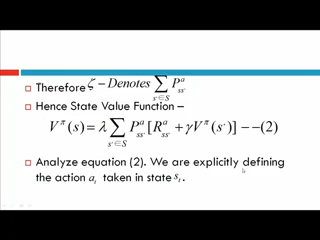 Therefore ζ – Denotes ∑_{s'∈S} P^a_{ss'}
Hence State Value Function –
V^π(s) = λ ∑_{s'∈S} P^a_{ss'} [R^a_{ss'} + γV^π(s')] – –(2)
Analyze equation (2). We are explicitly defining
the action a_t taken in state s_t.